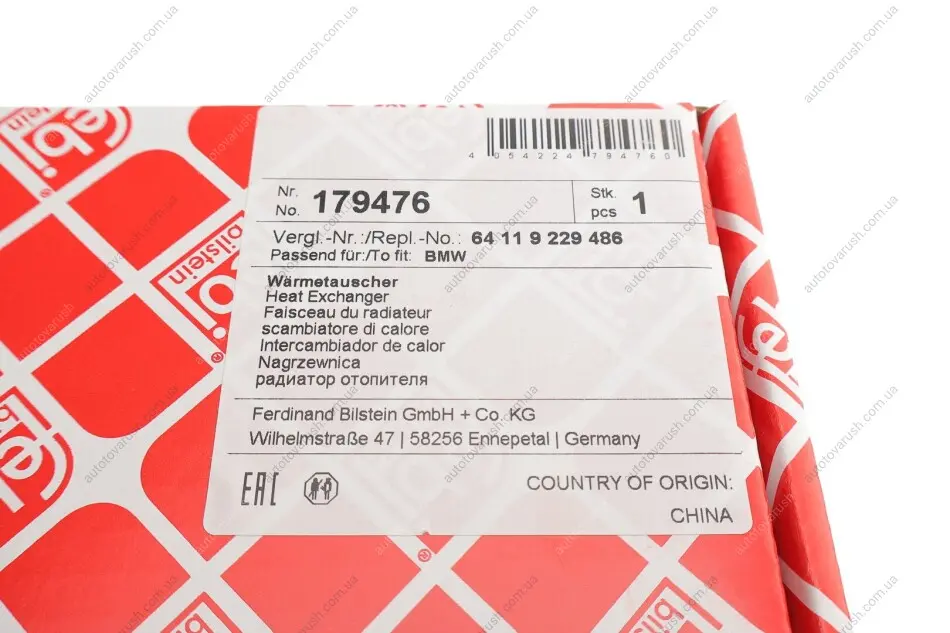 4 054224 794760
Nr.
No. 179476
Stk.
pcs 1
Vergl.-Nr.:/Repl.-No.: 64 11 9 229 486
Passend für:/To fit: BMW
Wärmetauscher
Heat Exchanger
Faisceau du radiateur
scambiatore di calore
Intercambiador de calor
Nagrzewnica
радиатор отопителя
Ferdinand Bilstein GmbH + Co. KG
Wilhelmstraße 47 | 58256 Ennepetal | Germany
EAC
COUNTRY OF ORIGIN:
CHINA
febi
bilstein
autotovarush.com.ua